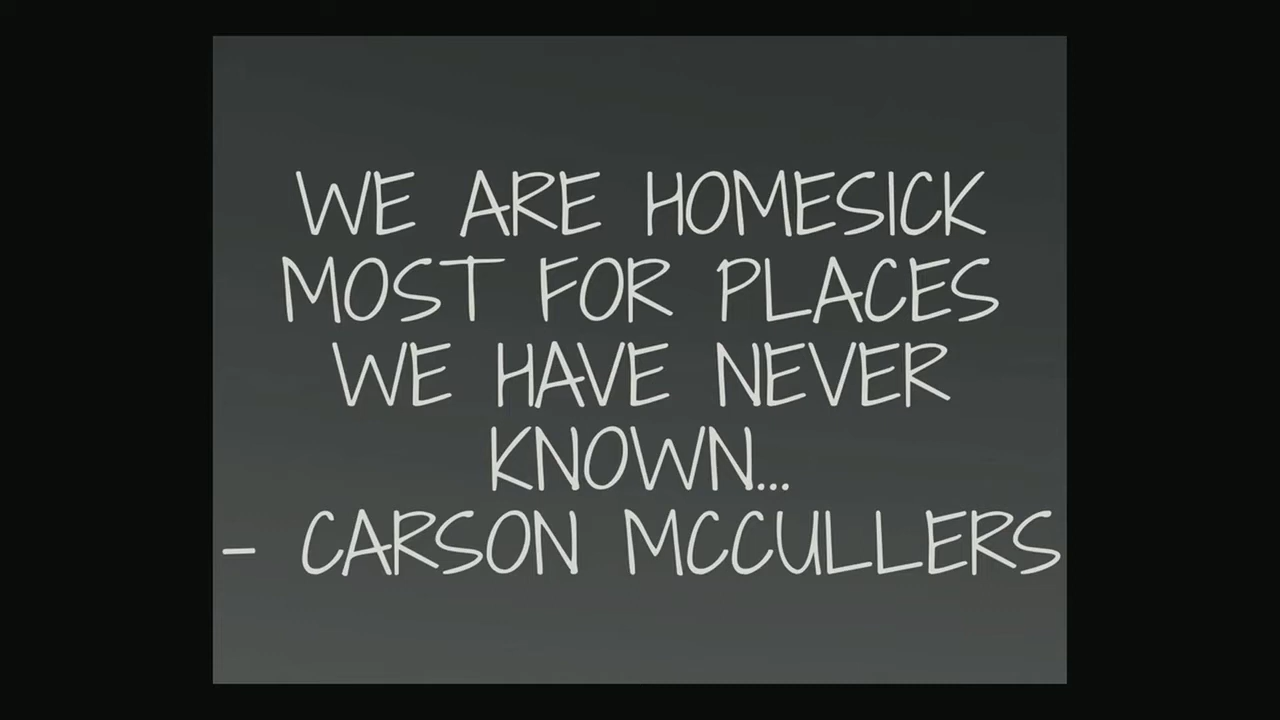 WE ARE HOMESICK
MOST FOR PLACES
WE HAVE NEVER
KNOWN...
- CARSON MCCULLERS